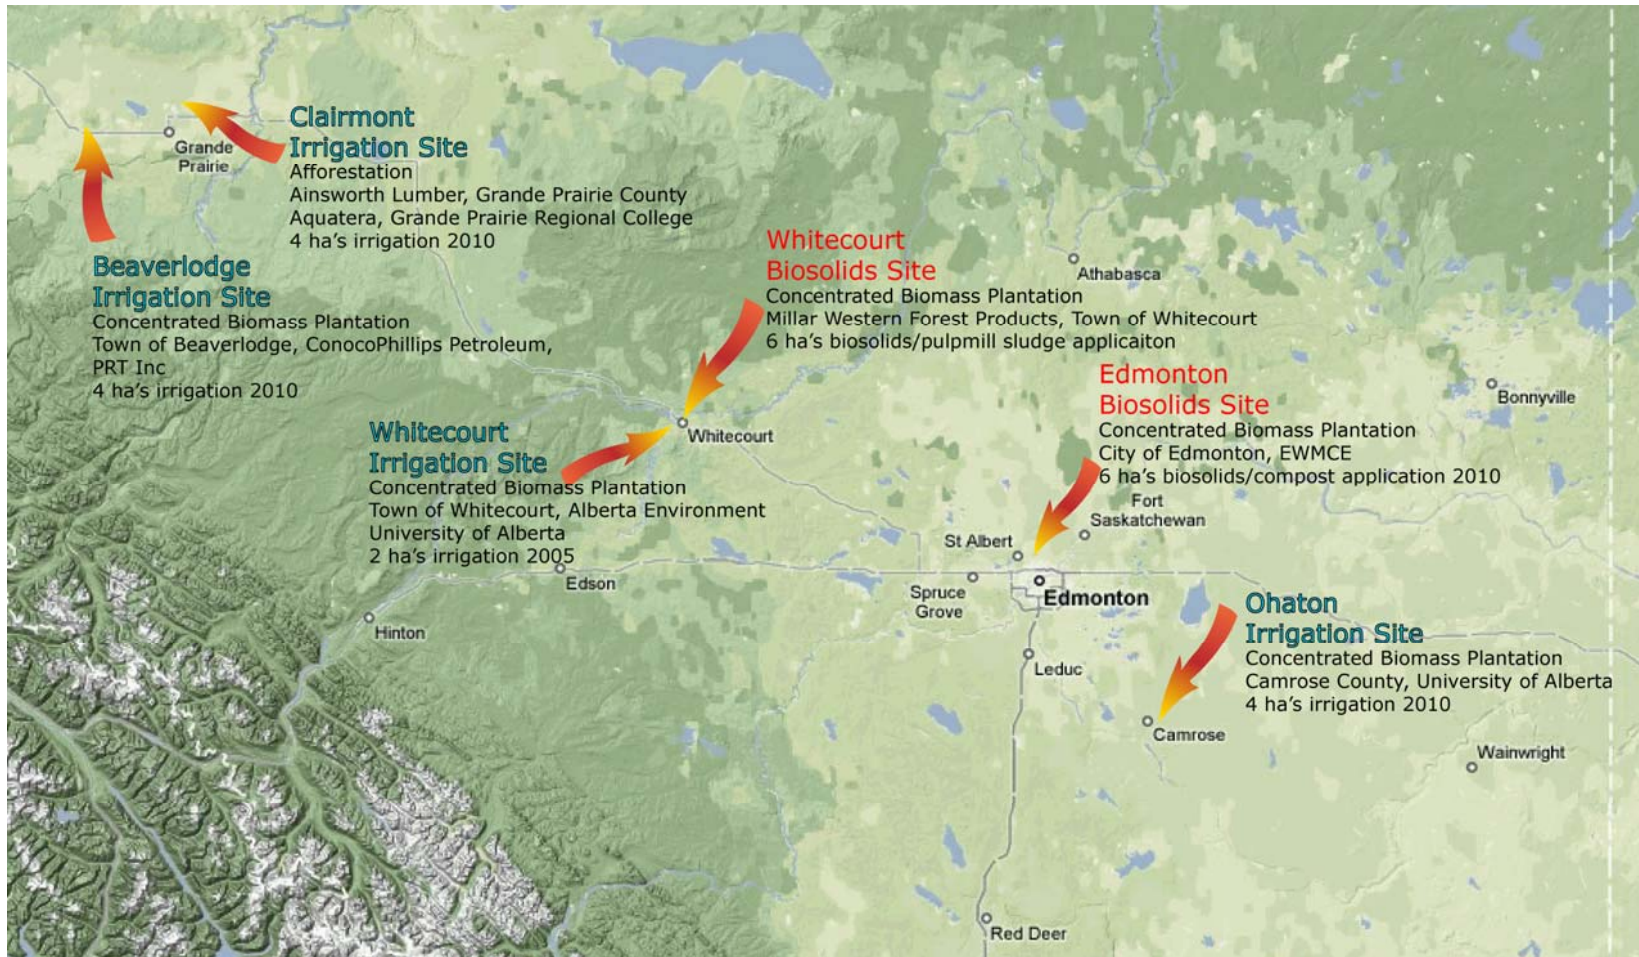 Clairmont
Irrigation Site
Afforestation
Ainsworth Lumber, Grande Prairie County
Aquatera, Grande Prairie Regional College
4 ha's irrigation 2010
Grande
Prairie
Beaverlodge
Irrigation Site
Concentrated Biomass Plantation
Town of Beaverlodge, ConocoPhillips Petroleum,
PRT Inc
4 ha's irrigation 2010
Whitecourt
Biosolids Site
Concentrated Biomass Plantation
Millar Western Forest Products, Town of Whitecourt
6 ha's biosolids/pulpmill sludge applicaiton
Athabasca
Edmonton
Biosolids Site
Concentrated Biomass Plantation
City of Edmonton, EWMCE
6 ha's biosolids/compost application 2010
Bonnyville
Whitecourt
Whitecourt
Irrigation Site
Concentrated Biomass Plantation
Town of Whitecourt, Alberta Environment
University of Alberta
2 ha's irrigation 2005
Fort
Saskatchewan
St Albert
Edson
Spruce
Grove
Edmonton
Hinton
Leduc
Ohaton
Irrigation Site
Concentrated Biomass Plantation
Camrose County, University of Alberta
4 ha's irrigation 2010
Camrose
Wainwright
Red Deer